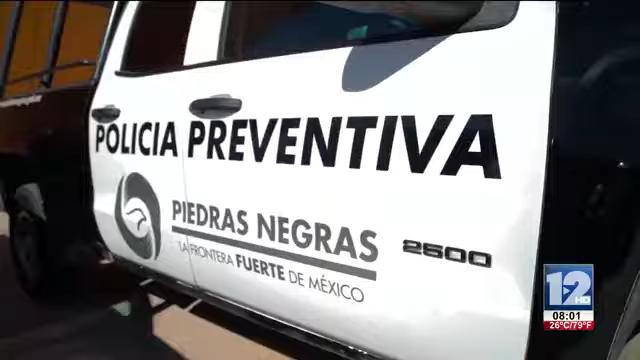 POLICIA PREVENTIVA
PIEDRAS NEGRAS
LA FRONTERA FUERTE DE MÉXICO
2500
12
HD
08:01
26°C/79°F